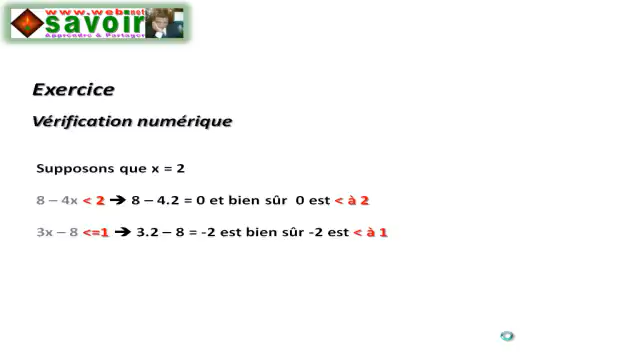 www.web.net
savoir
Apprendre & Partager
Exercice
Vérification numérique
Supposons que x = 2
8 – 4x < 2 ➔ 8 – 4.2 = 0 et bien sûr 0 est < à 2
3x – 8 <=1 ➔ 3.2 – 8 = -2 est bien sûr -2 est < à 1